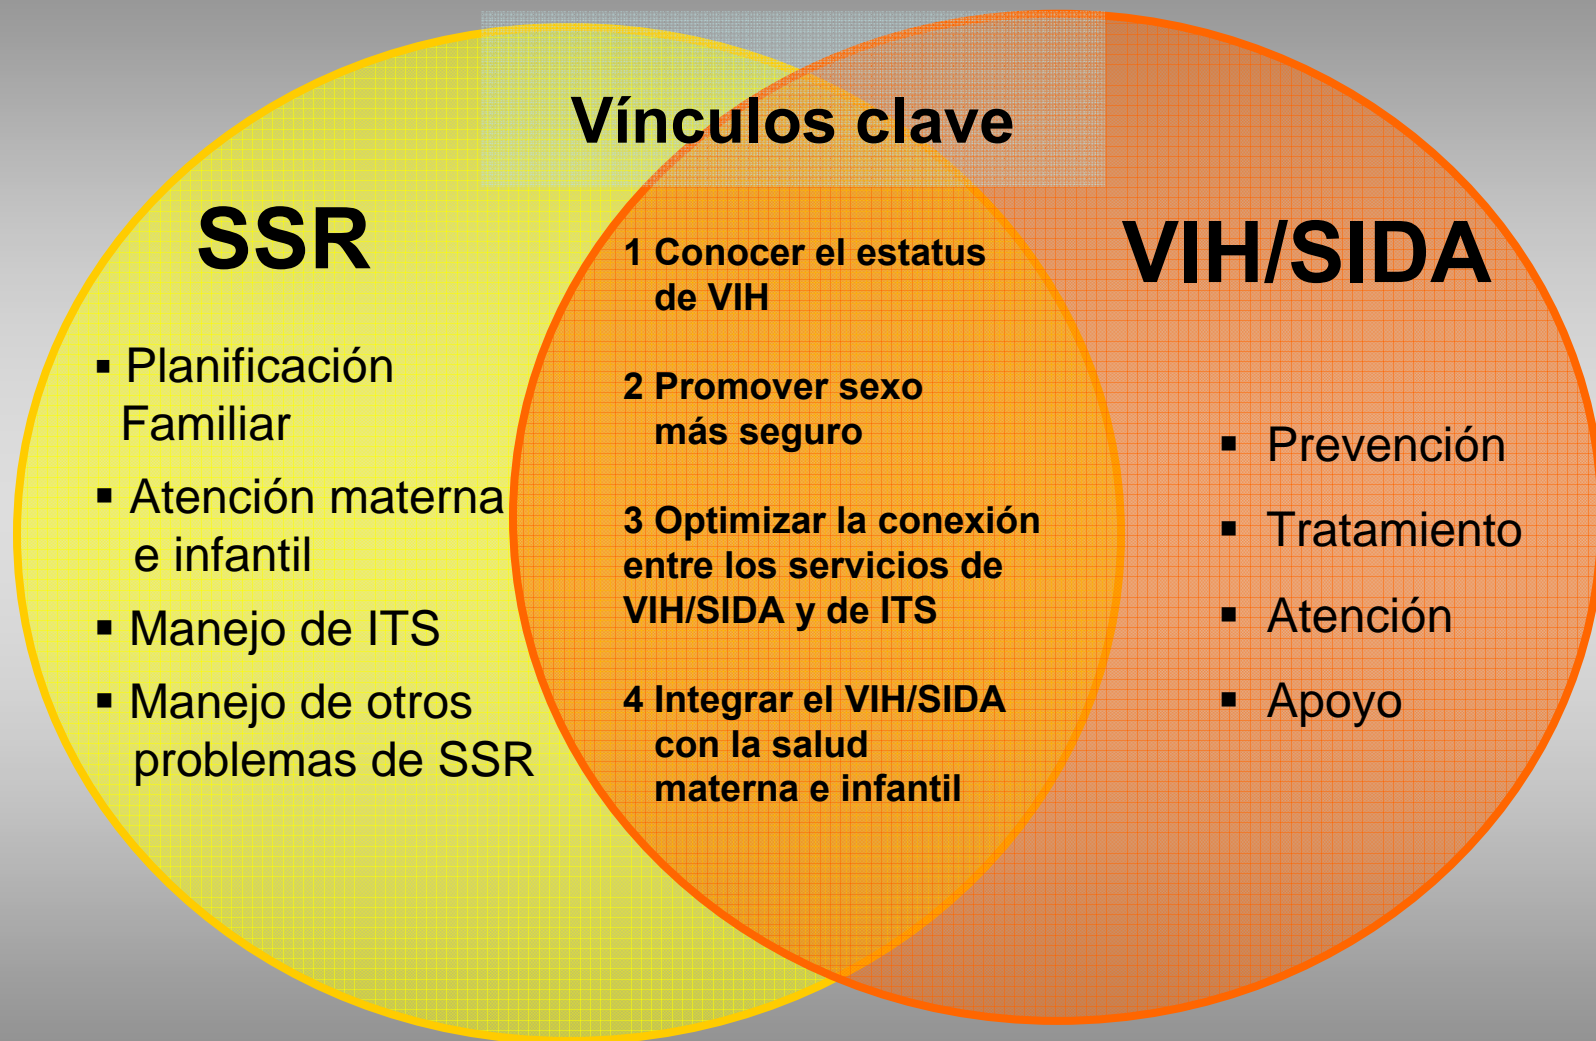 Vínculos clave
SSR
▪ Planificación
Familiar
▪ Atención materna
e infantil
▪ Manejo de ITS
▪ Manejo de otros
problemas de SSR
1 Conocer el estatus
de VIH
2 Promover sexo
más seguro
3 Optimizar la conexión
entre los servicios de
VIH/SIDA y de ITS
4 Integrar el VIH/SIDA
con la salud
materna e infantil
VIH/SIDA
▪ Prevención
▪ Tratamiento
▪ Atención
▪ Apoyo